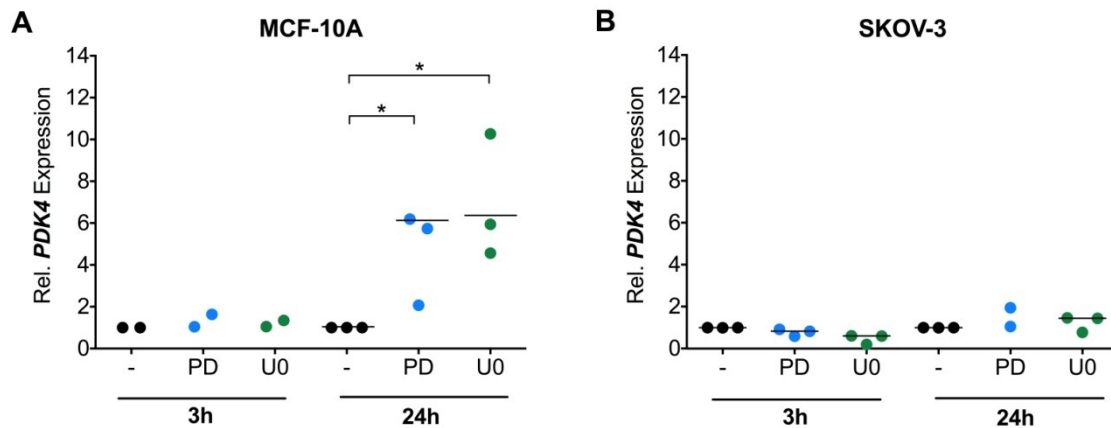 A
MCF-10A
Rel. PDK4 Expression
14
12
10
8
6
4
2
0
*
*
- PD U0 - PD U0
3h 24h
B
SKOV-3
Rel. PDK4 Expression
14
12
10
8
6
4
2
0
- PD U0 - PD U0
3h 24h